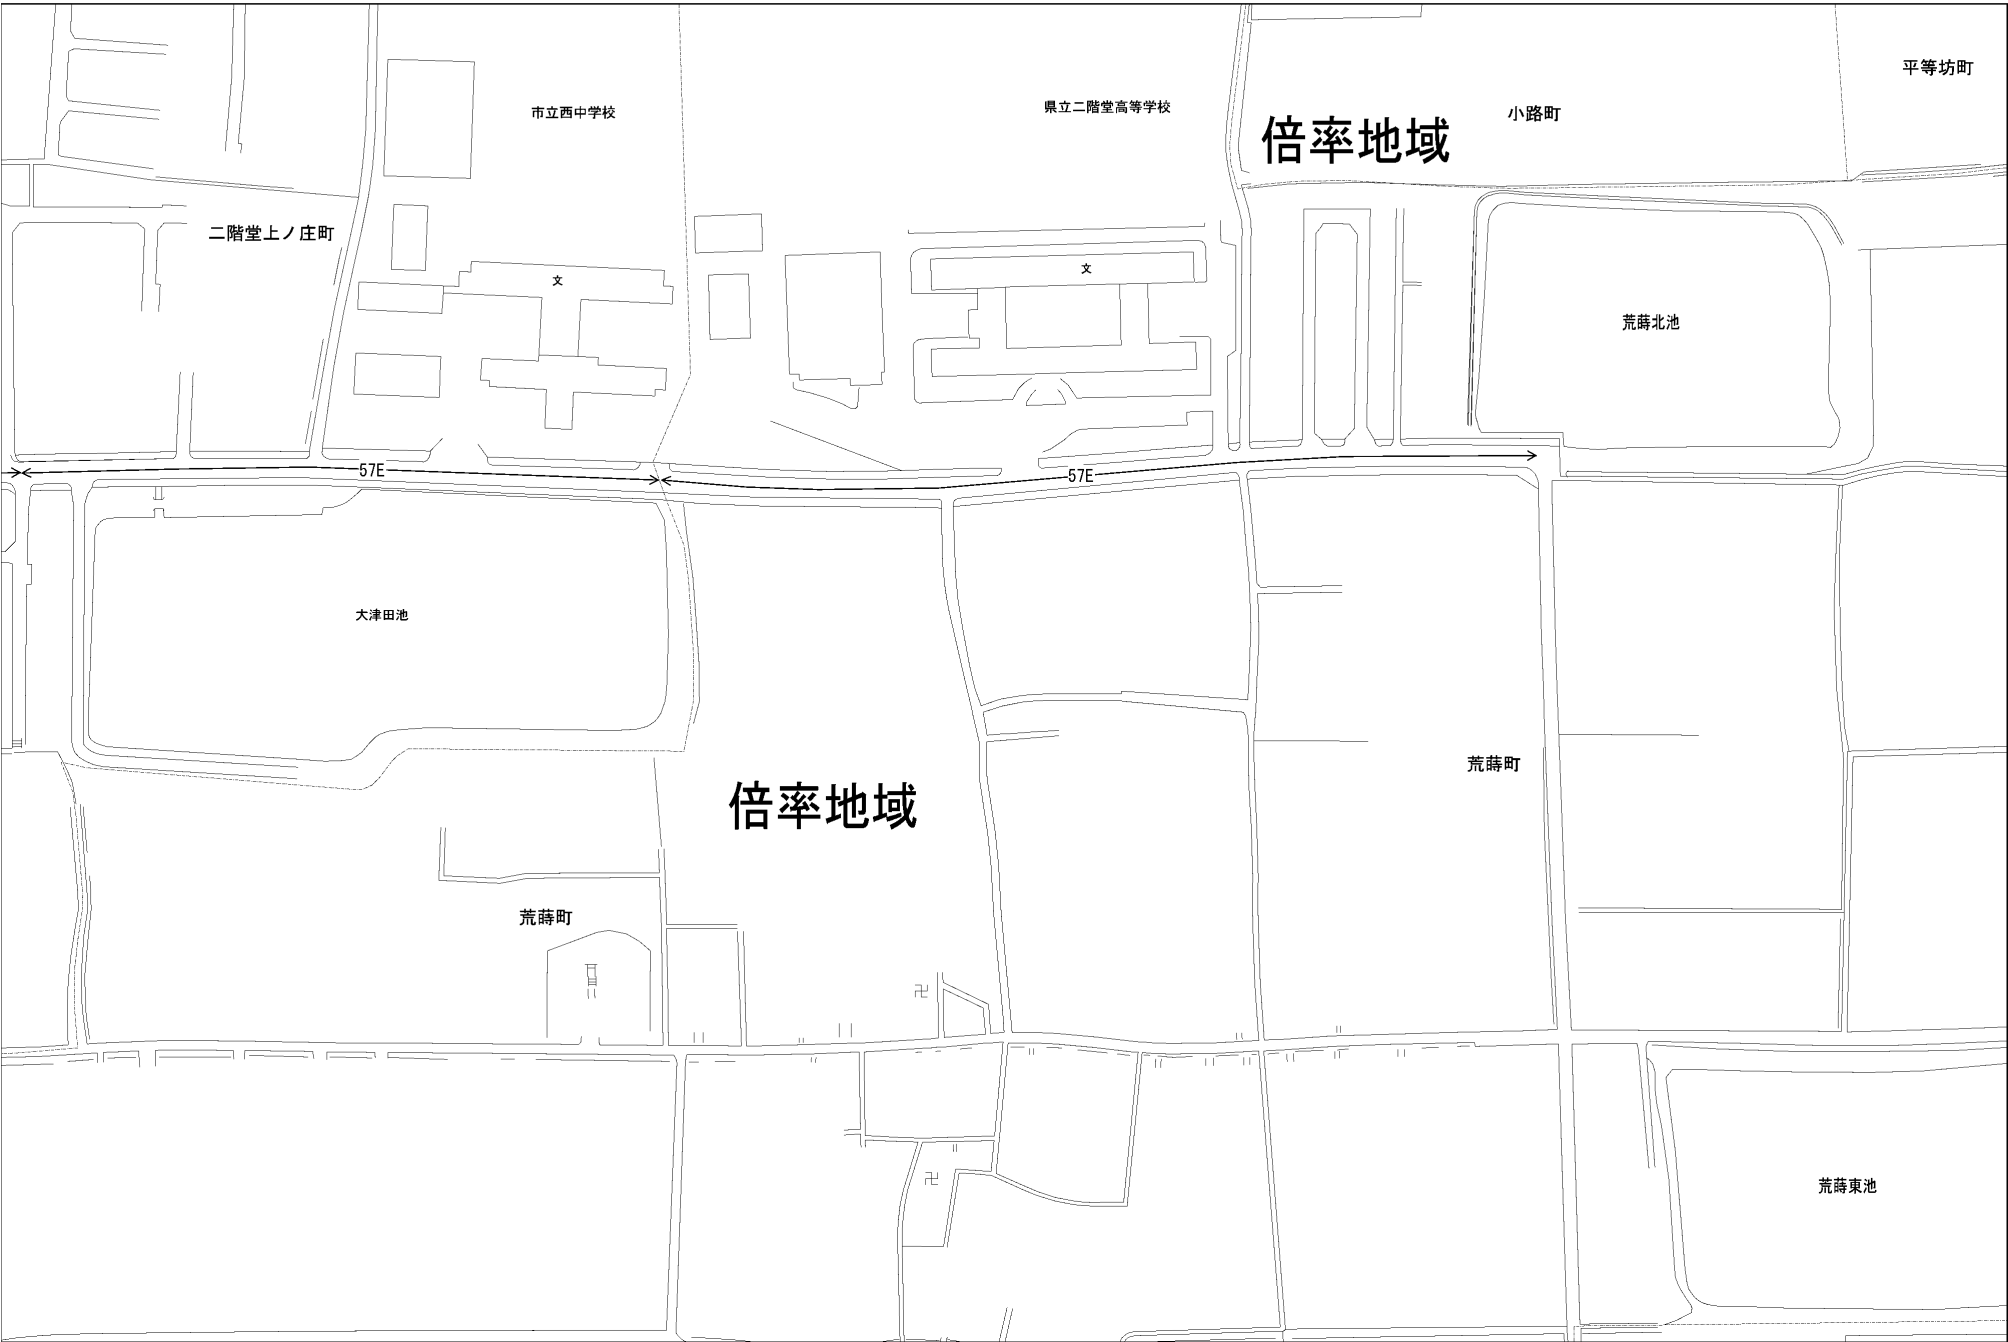 平等坊町
市立西中学校
県立二階堂高等学校
小路町
倍率地域
二階堂上ノ庄町
文
文
荒蒔北池
57E
57E
大津田池
荒蒔町
倍率地域
荒蒔町
卍
卍
荒蒔東池